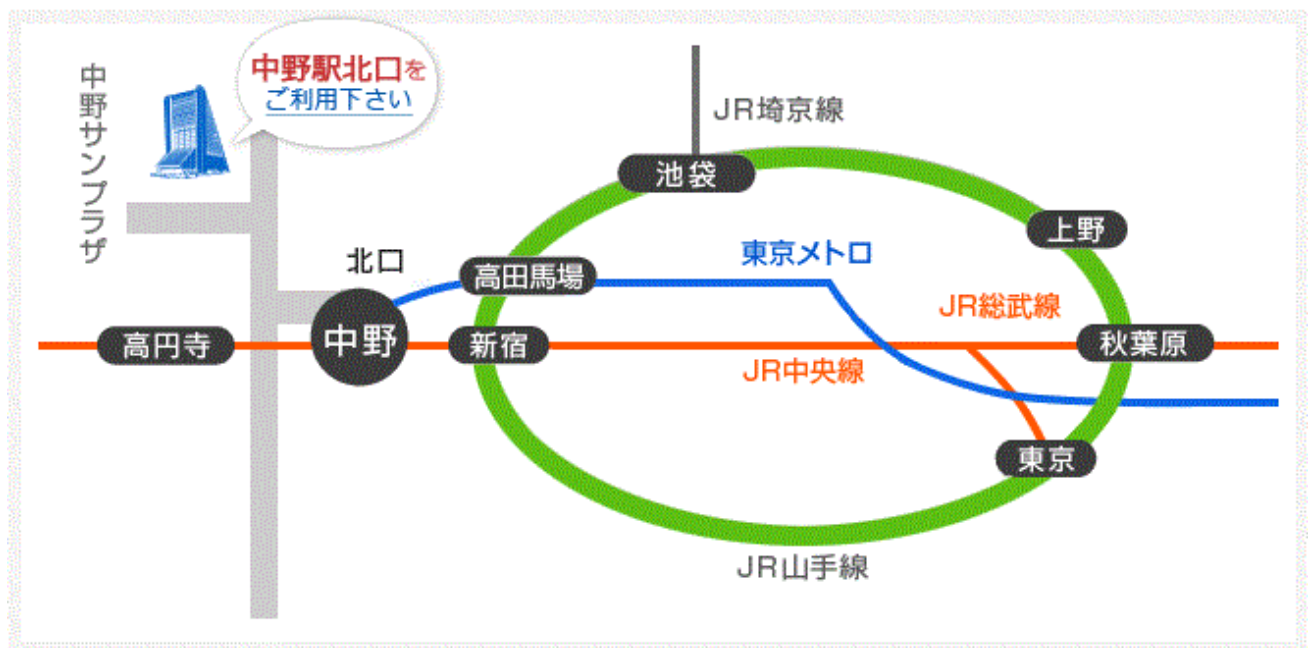 中野サンプラザ
中野駅北口を
ご利用下さい
JR埼京線
池袋
上野
北口
高田馬場
東京メトロ
JR総武線
高円寺
中野
新宿
秋葉原
JR中央線
東京
JR山手線